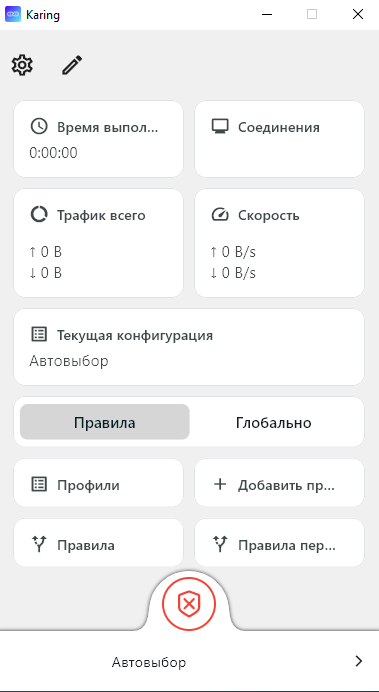 Karing
Время выпол...
0:00:00
Соединения
Трафик всего
↑ 0 B
↓ 0 B
Скорость
↑ 0 B/s
↓ 0 B/s
Текущая конфигурация
Автовыбор
Правила
Глобально
Профили
Добавить пр...
Правила
Правила пер...
Автовыбор